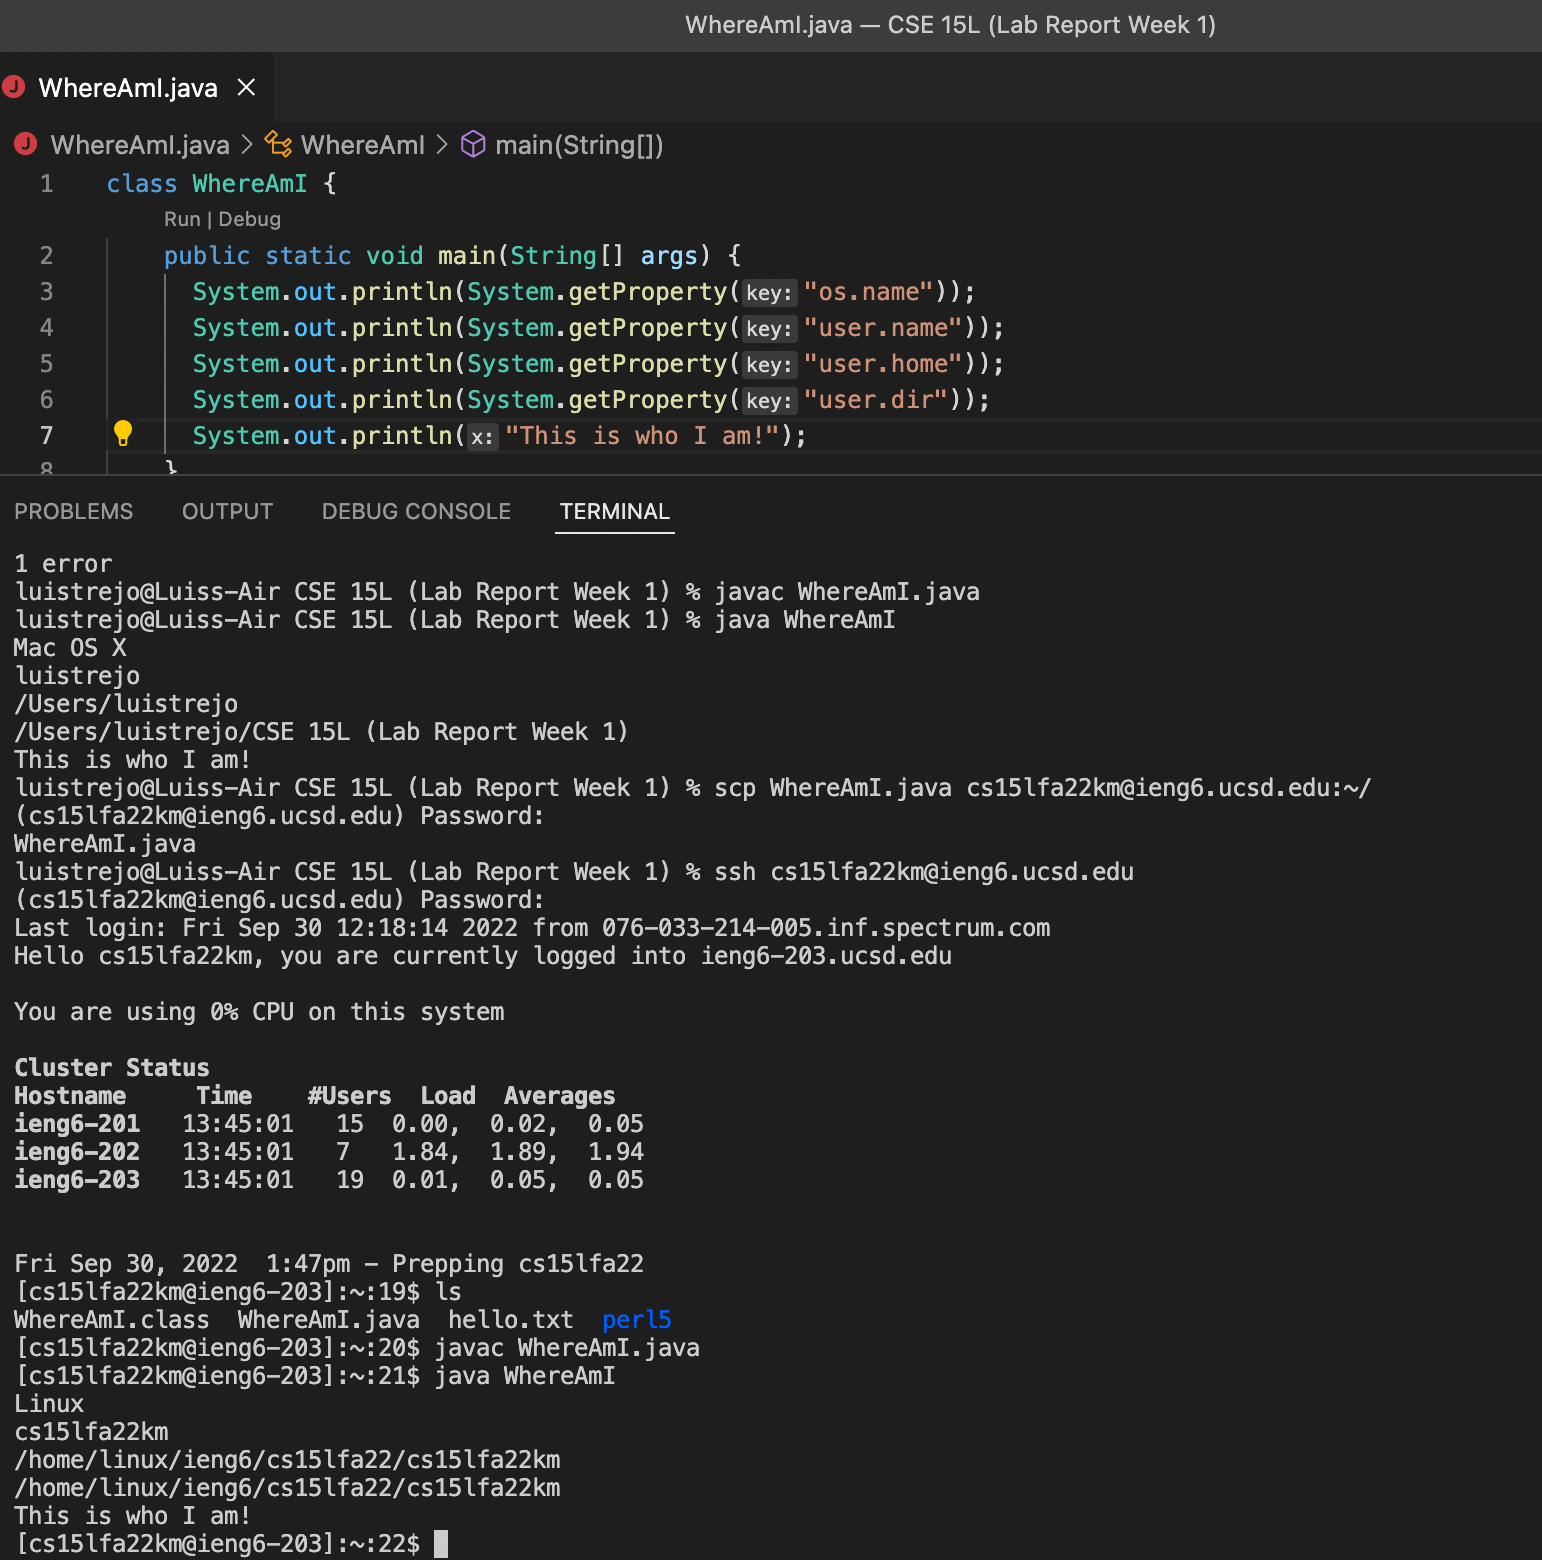 WhereAmI.java — CSE 15L (Lab Report Week 1)
WhereAmI.java
WhereAmI.java > WhereAmI > main(String[])
1 class WhereAmI {
Run | Debug
2 public static void main(String[] args) {
3 System.out.println(System.getProperty(key: "os.name"));
4 System.out.println(System.getProperty(key: "user.name"));
5 System.out.println(System.getProperty(key: "user.home"));
6 System.out.println(System.getProperty(key: "user.dir"));
7 System.out.println(x: "This is who I am!");
8 }
PROBLEMS OUTPUT DEBUG CONSOLE TERMINAL
1 error
luistrejo@Luiss-Air CSE 15L (Lab Report Week 1) % javac WhereAmI.java
luistrejo@Luiss-Air CSE 15L (Lab Report Week 1) % java WhereAmI
Mac OS X
luistrejo
/Users/luistrejo
/Users/luistrejo/CSE 15L (Lab Report Week 1)
This is who I am!
luistrejo@Luiss-Air CSE 15L (Lab Report Week 1) % scp WhereAmI.java cs15lfa22km@ieng6.ucsd.edu:~/
(cs15lfa22km@ieng6.ucsd.edu) Password:
WhereAmI.java
luistrejo@Luiss-Air CSE 15L (Lab Report Week 1) % ssh cs15lfa22km@ieng6.ucsd.edu
(cs15lfa22km@ieng6.ucsd.edu) Password:
Last login: Fri Sep 30 12:18:14 2022 from 076-033-214-005.inf.spectrum.com
Hello cs15lfa22km, you are currently logged into ieng6-203.ucsd.edu
You are using 0% CPU on this system
Cluster Status
Hostname Time #Users Load Averages
ieng6-201 13:45:01 15 0.00, 0.02, 0.05
ieng6-202 13:45:01 7 1.84, 1.89, 1.94
ieng6-203 13:45:01 19 0.01, 0.05, 0.05
Fri Sep 30, 2022 1:47pm - Prepping cs15lfa22
[cs15lfa22km@ieng6-203]:~:19$ ls
WhereAmI.class WhereAmI.java hello.txt perl5
[cs15lfa22km@ieng6-203]:~:20$ javac WhereAmI.java
[cs15lfa22km@ieng6-203]:~:21$ java WhereAmI
Linux
cs15lfa22km
/home/linux/ieng6/cs15lfa22/cs15lfa22km
/home/linux/ieng6/cs15lfa22/cs15lfa22km
This is who I am!
[cs15lfa22km@ieng6-203]:~:22$